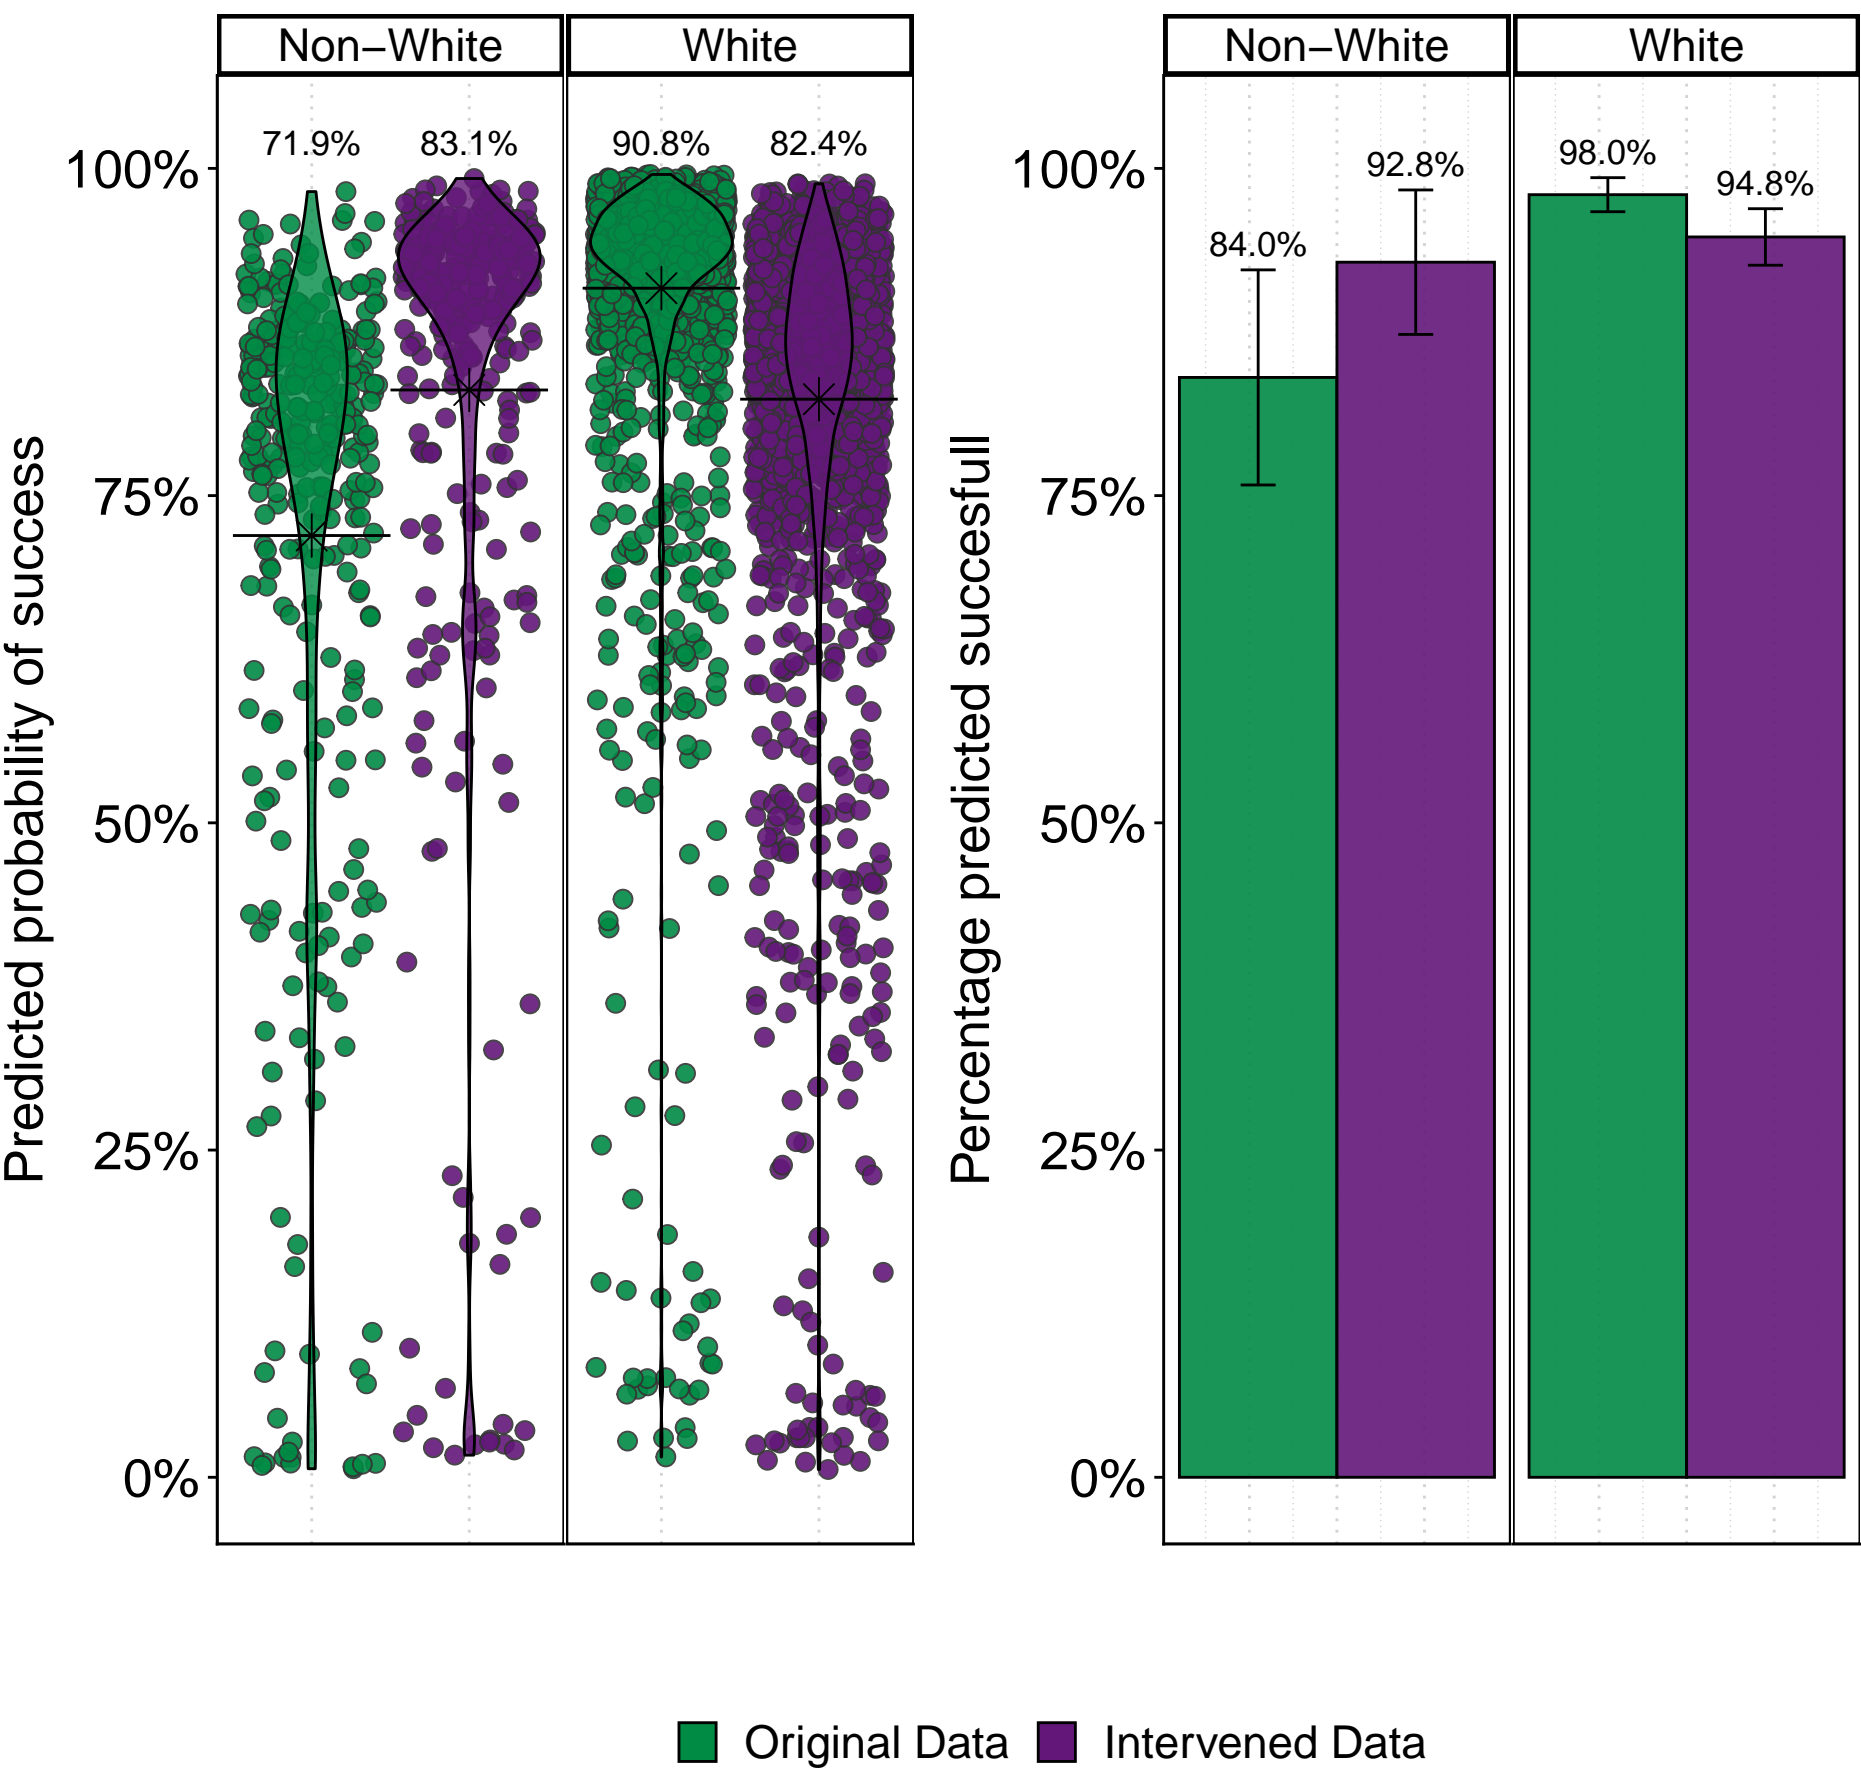 Non−White
White
Non−White
White
71.9%
83.1%
90.8%
82.4%
84.0%
92.8%
98.0%
94.8%
100%
75%
50%
25%
0%
Predicted probability of success
100%
75%
50%
25%
0%
Percentage predicted successfull
Original Data
Intervened Data